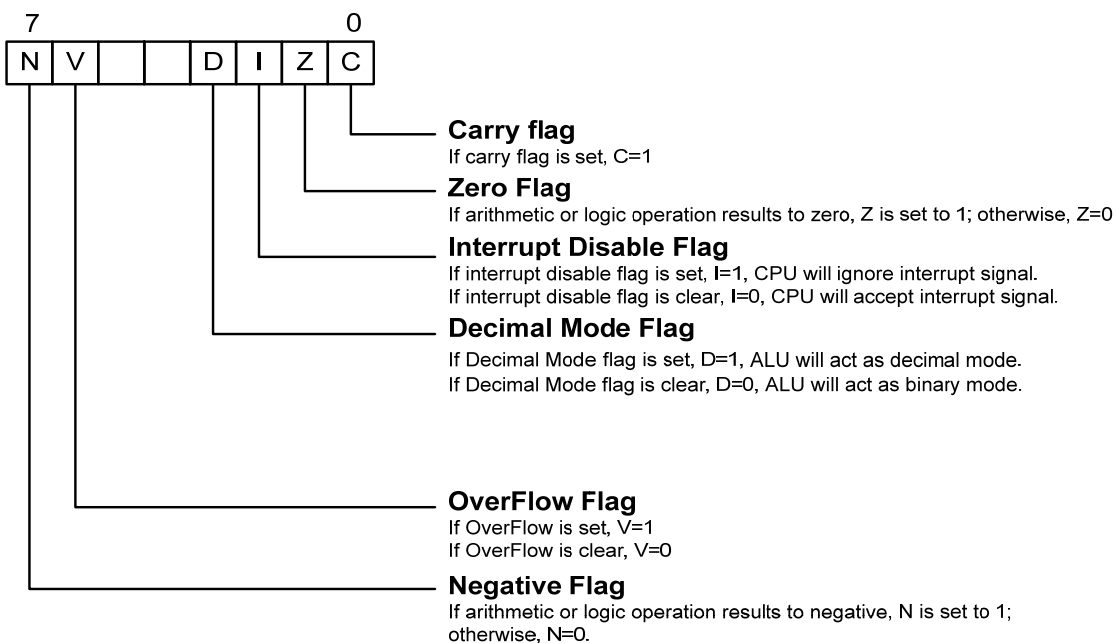 7 0
N V D I Z C
Carry flag
If carry flag is set, C=1
Zero Flag
If arithmetic or logic operation results to zero, Z is set to 1; otherwise, Z=0
Interrupt Disable Flag
If interrupt disable flag is set, I=1, CPU will ignore interrupt signal.
If interrupt disable flag is clear, I=0, CPU will accept interrupt signal.
Decimal Mode Flag
If Decimal Mode flag is set, D=1, ALU will act as decimal mode.
If Decimal Mode flag is clear, D=0, ALU will act as binary mode.
OverFlow Flag
If OverFlow is set, V=1
If OverFlow is clear, V=0
Negative Flag
If arithmetic or logic operation results to negative, N is set to 1;
otherwise, N=0.